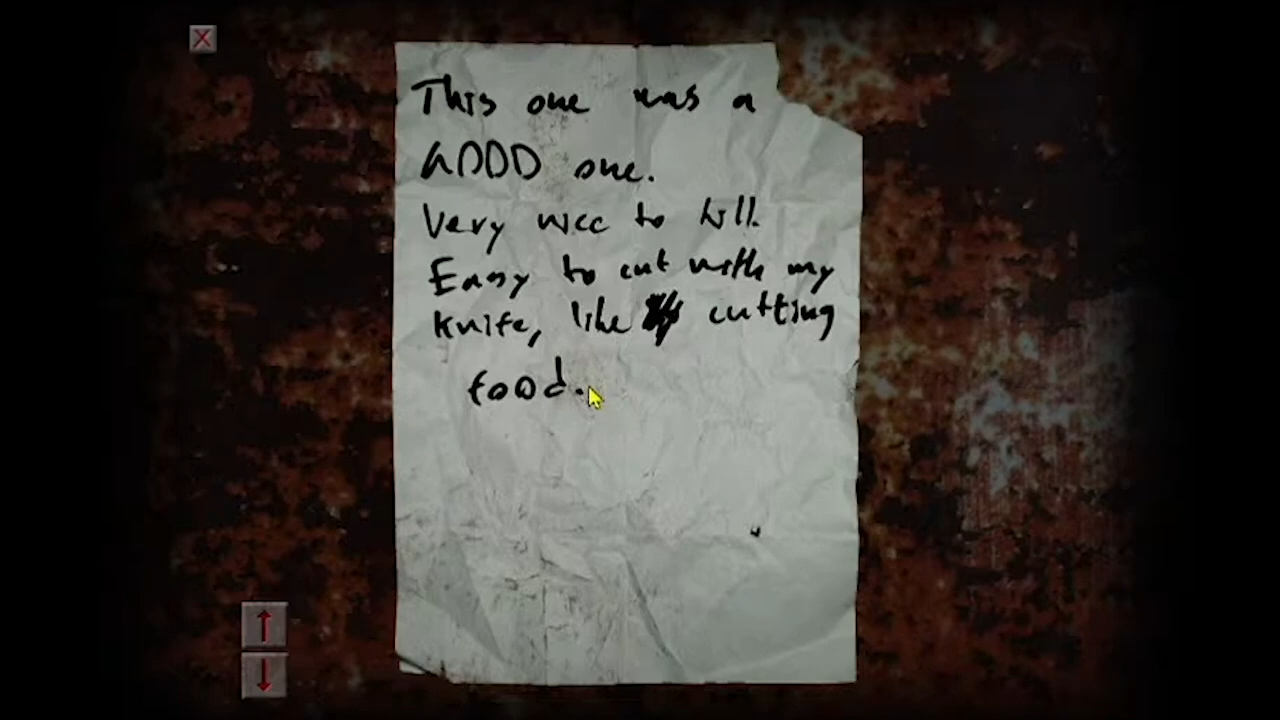 This one was a
GOOD one.
Very nice to kill.
Easy to cut with my
knife, like cutting
food.